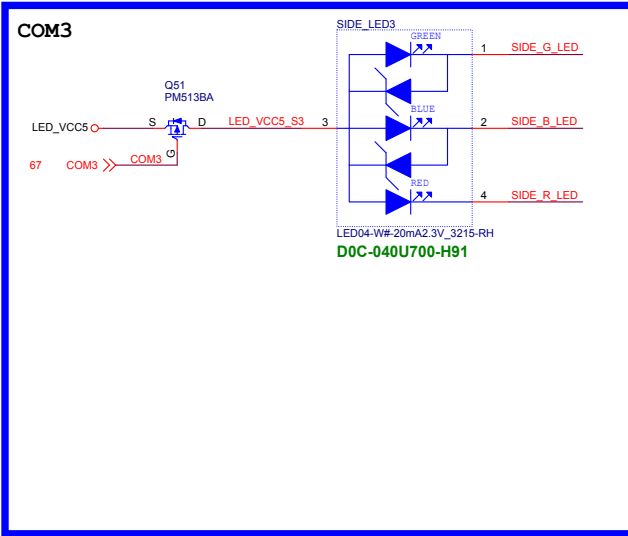 COM3
SIDE_LED3
GREEN
1 SIDE_G_LED
Q51
PM513BA
BLUE
LED_VCC5 S D LED_VCC5_S3 3 2 SIDE_B_LED
G
67 COM3 COM3
RED
4 SIDE_R_LED
LED04-W#-20mA2.3V_3215-RH
D0C-040U700-H91